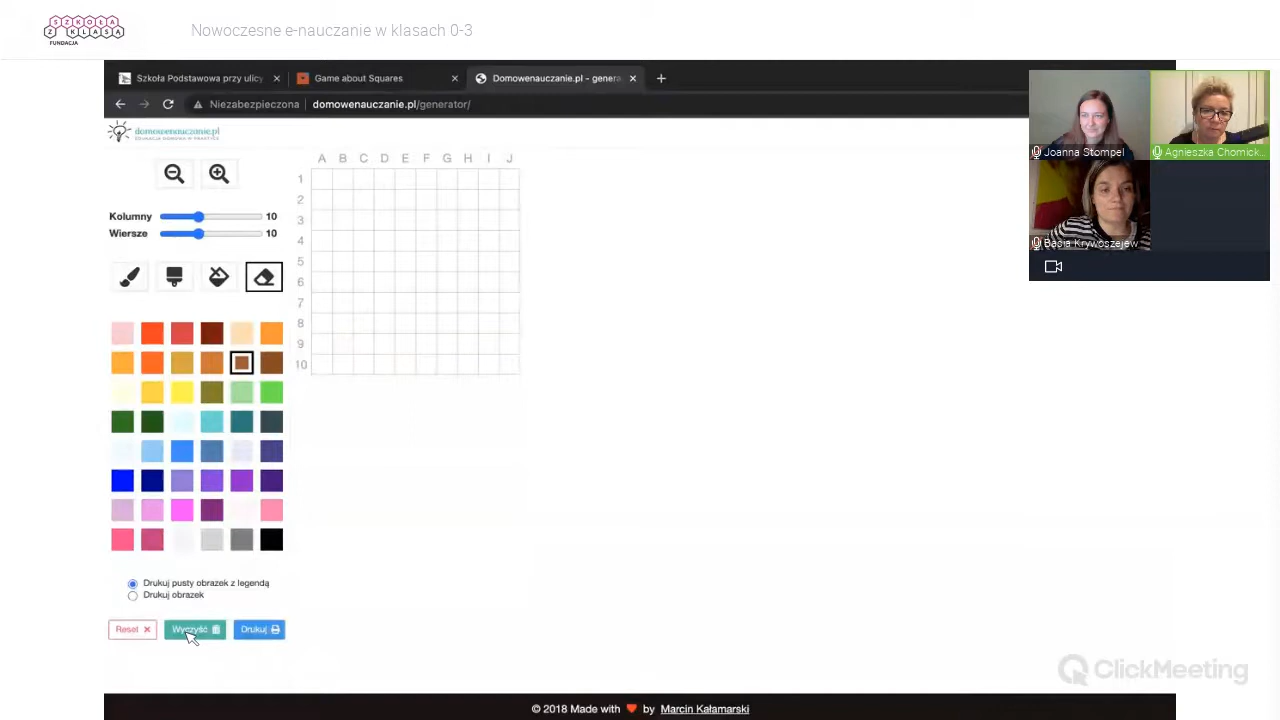 SZKOŁA
Z KLASĄ
FUNDACJA
Nowoczesne e-nauczanie w klasach 0-3
Szkoła Podstawowa przy ulicy
Game about Squares
Domowenauczanie.pl - genera
Niezabezpieczona
domowenauczanie.pl/generator/
domowenauczanie.pl
EDUKACJA DOMOWA W PRAKTYCE
Joanna Stompel
Agnieszka Chomick...
Basia Krywoszejew
A B C D E F G H I J
1
2
3
4
5
6
7
8
9
10
Kolumny 10
Wiersze 10
Drukuj pusty obrazek z legendą
Drukuj obrazek
Reset
Wyczyść
Drukuj
ClickMeeting
© 2018 Made with ♥ by Marcin Kałamarski